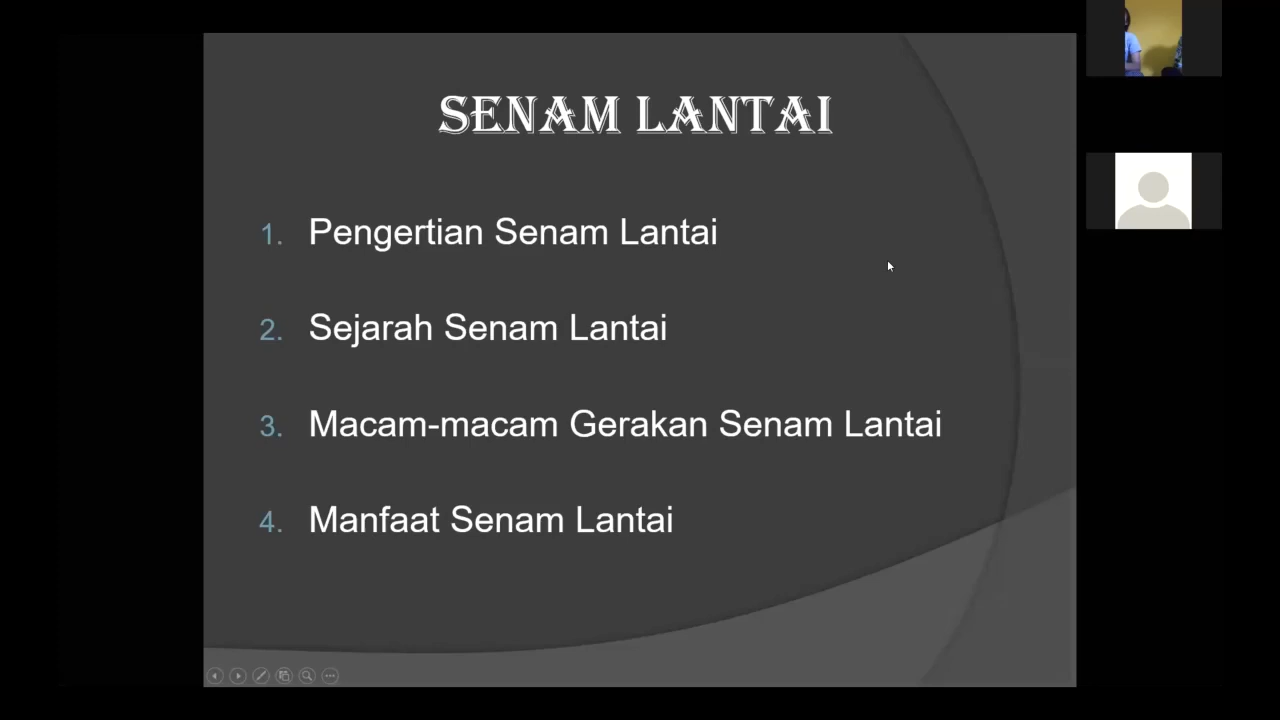 SENAM LANTAI
1. Pengertian Senam Lantai
2. Sejarah Senam Lantai
3. Macam-macam Gerakan Senam Lantai
4. Manfaat Senam Lantai